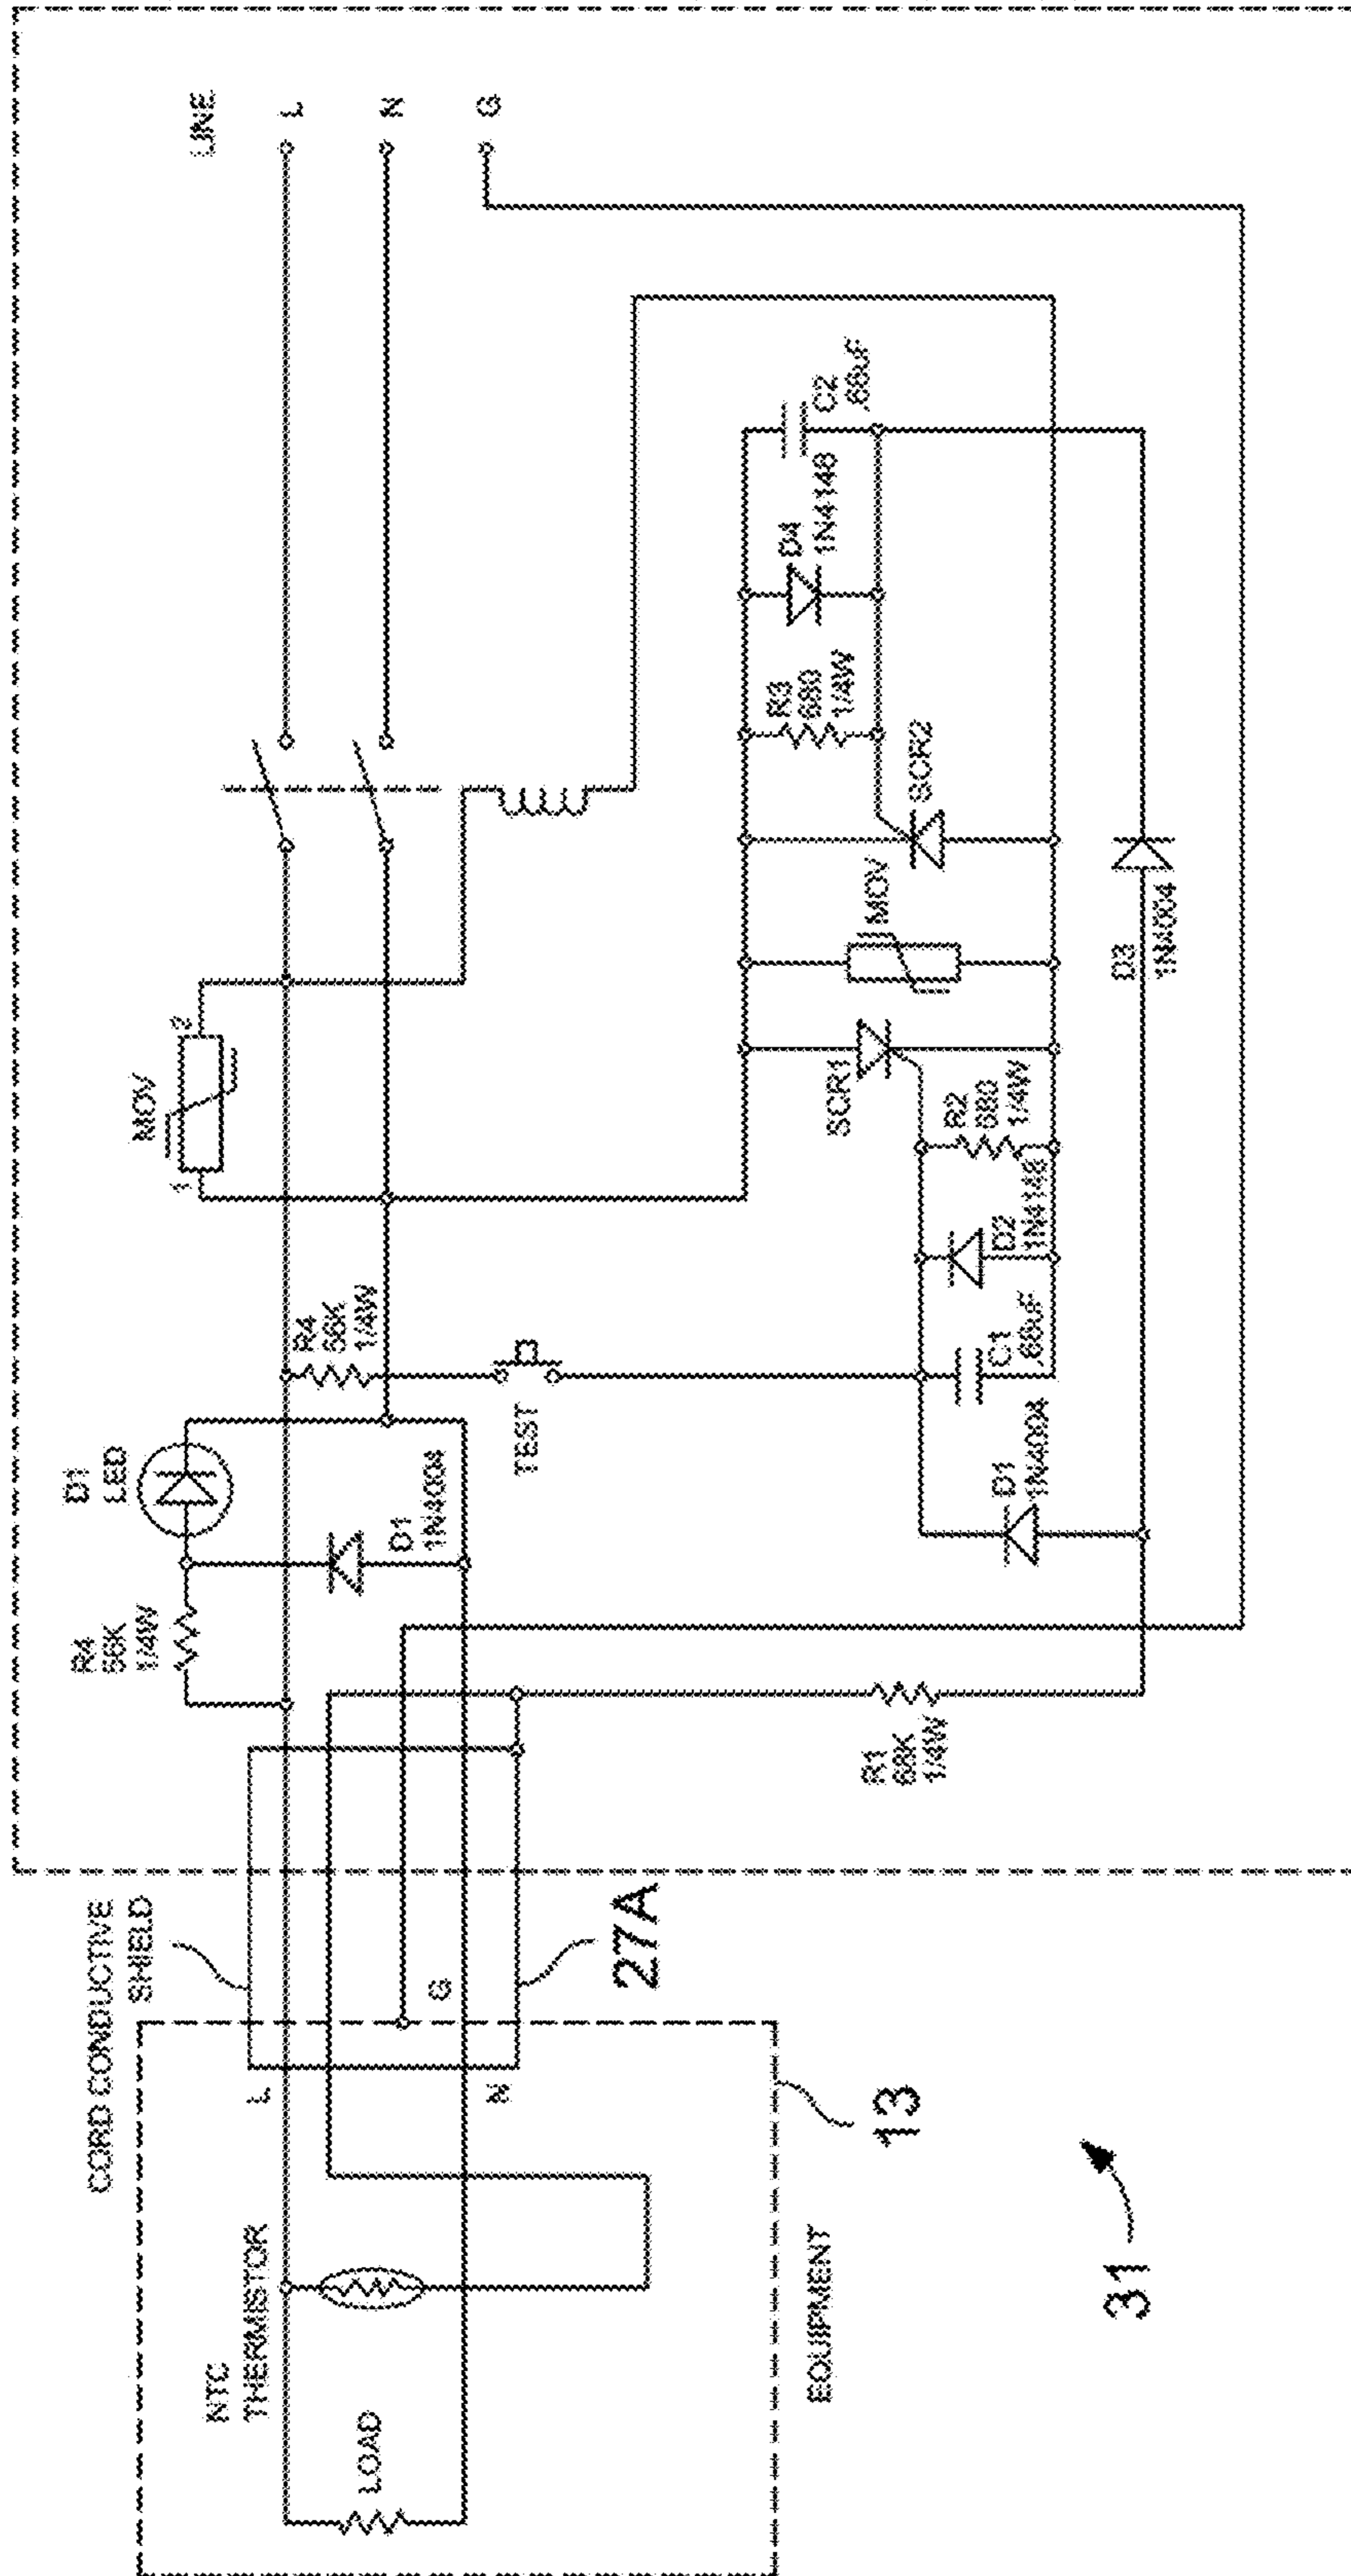 CORD CONDUCTIVE
SHIELD
R4
56K
1/4W
D1
LED
MOV
1
2
LINE
L
N
G
R4
56K
1/4W
D1
1N4004
TEST
NTC
THERMISTOR
LOAD
L
G
N
27A
13
EQUIPMENT
31
R1
68K
1/4W
D1
1N4004
C1
.68uF
D2
1N4148
R2
680
1/4W
SCR1
MOV
SCR2
R3
680
1/4W
D4
1N4148
C2
.68uF
D3
1N4004